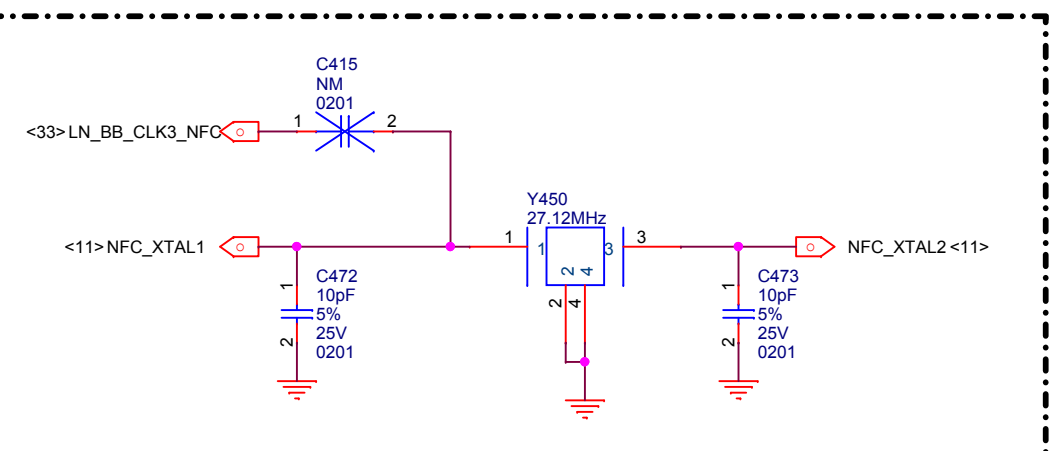 C415
NM
0201
<33>LN_BB_CLK3_NFC
1
2
Y450
27.12MHz
<11>NFC_XTAL1
1
1
3
3
NFC_XTAL2<11>
2
4
2
4
1
C472
10pF
5%
25V
0201
2
1
C473
10pF
5%
25V
0201
2